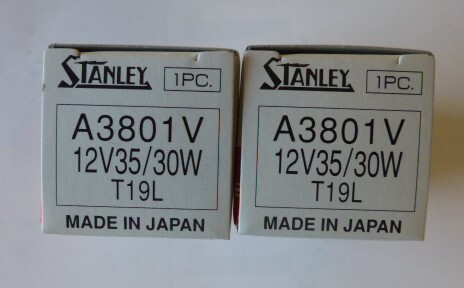 STANLEY 1PC.
A3801V
12V35/30W
T19L
MADE IN JAPAN
STANLEY 1PC.
A3801V
12V35/30W
T19L
MADE IN JAPAN